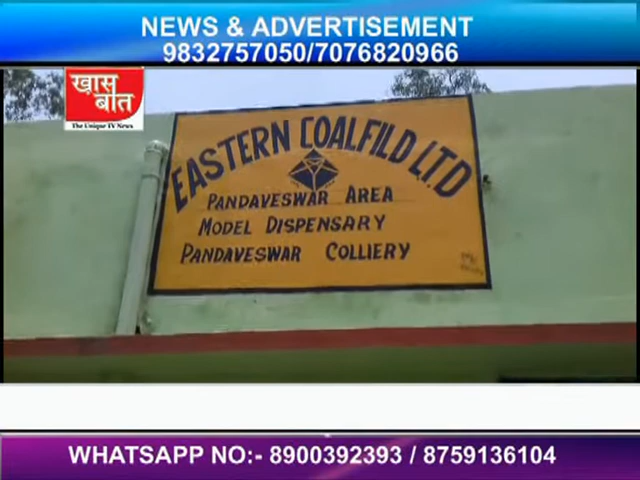 NEWS & ADVERTISEMENT
9832757050/7076820966
ख़ास
बात
The Unique TV News
EASTERN COALFILD LTD
PANDAVESWAR AREA
MODEL DISPENSARY
PANDAVESWAR COLLIERY
WHATSAPP NO:- 8900392393 / 8759136104